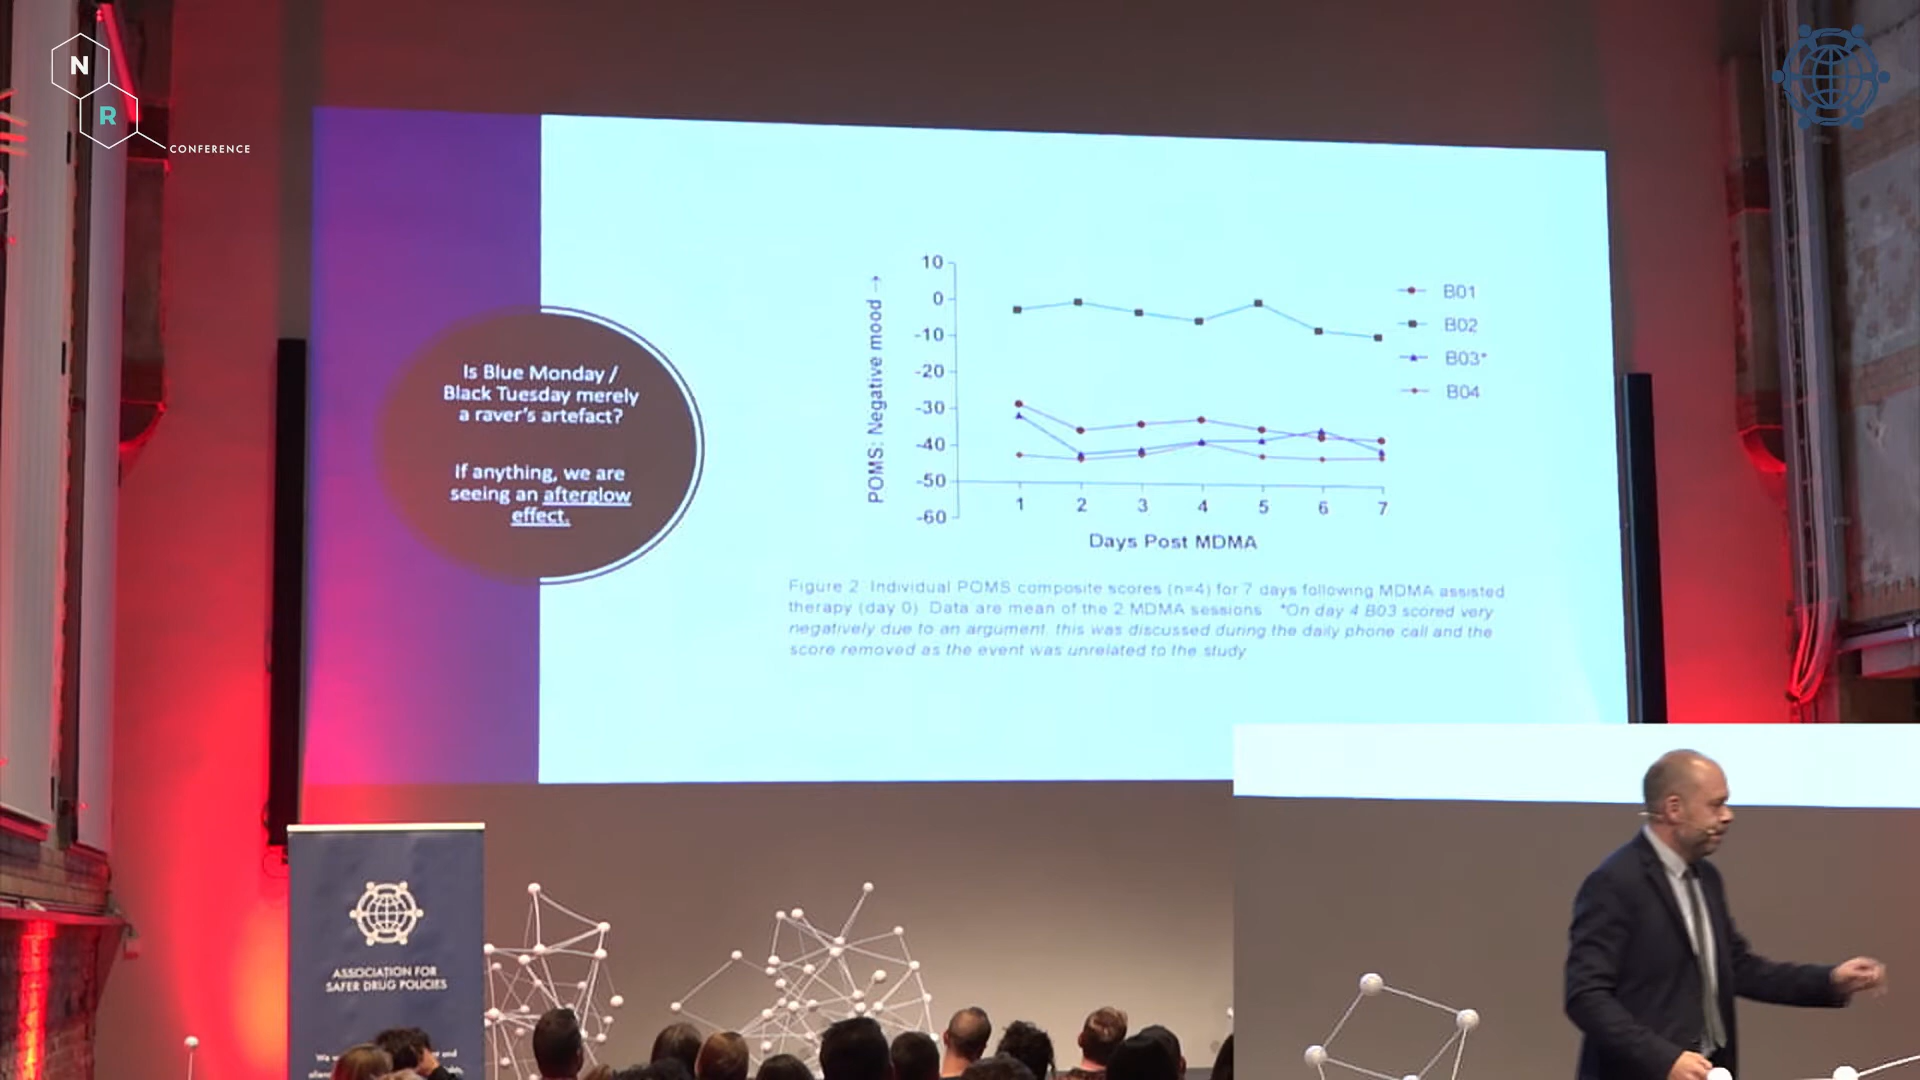 N
R
CONFERENCE
Is Blue Monday /
Black Tuesday merely
a raver's artefact?
If anything, we are
seeing an afterglow
effect.
POMS: Negative mood →
10
0
-10
-20
-30
-40
-50
-60
1 2 3 4 5 6 7
Days Post MDMA
B01
B02
B03*
B04
Figure 2. Individual POMS composite scores (n=4) for 7 days following MDMA assisted
therapy (day 0). Data are mean of the 2 MDMA sessions. *On day 4 B03 scored very
negatively due to an argument, this was discussed during the daily phone call and the
score removed as the event was unrelated to the study
ASSOCIATION FOR
SAFER DRUG POLICIES
We and